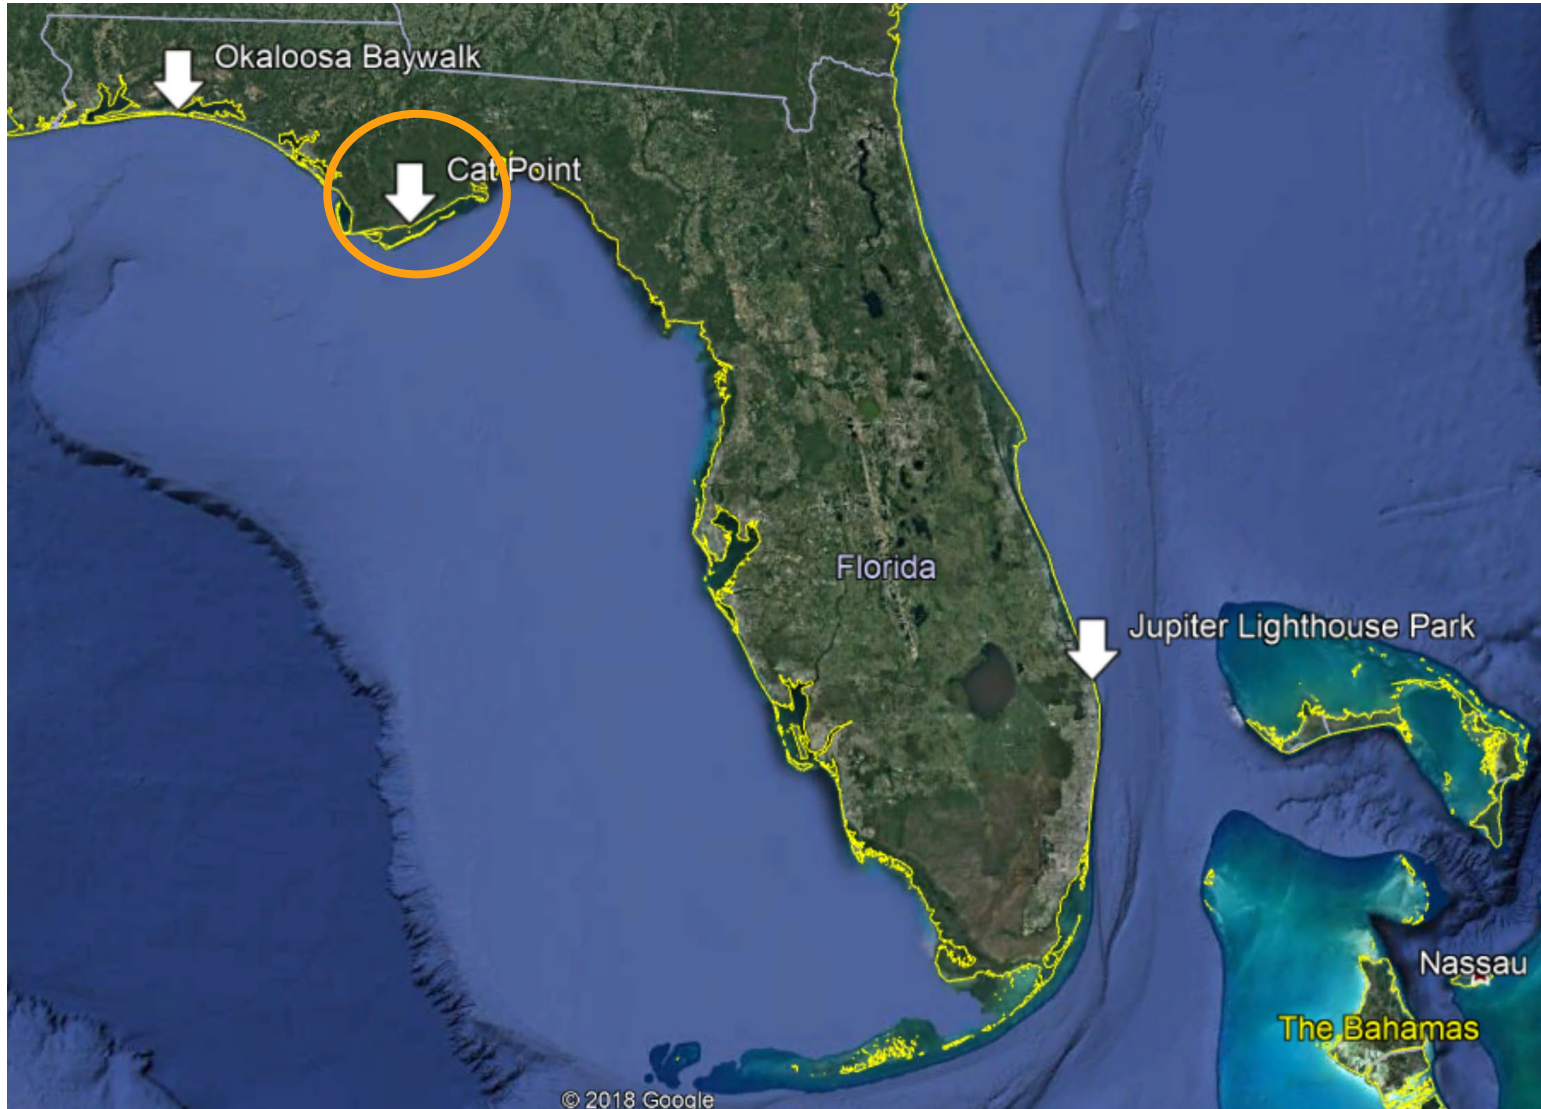 Okaloosa Baywalk
Cat Point
Florida
Jupiter Lighthouse Park
Nassau
The Bahamas
© 2018 Google